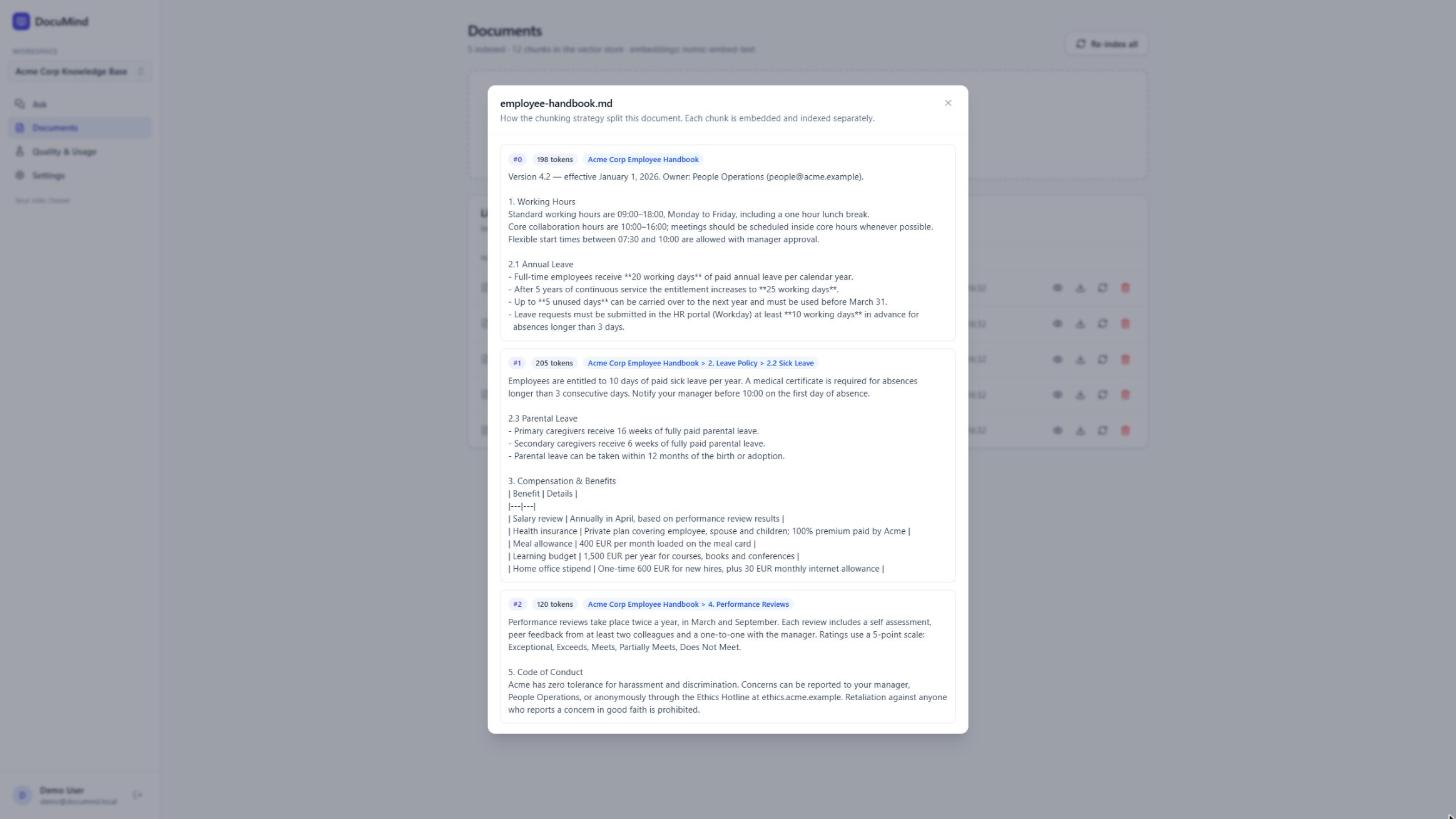 DocuMind
WORKSPACE
Acme Corp Knowledge Base
Ask
Documents
Quality & Usage
Settings
Demo User
demo@documind.local
Documents
5 indexed · 12 chunks in the vector store · embeddings: nomic-embed-text
Re-index all
employee-handbook.md
How the chunking strategy split this document. Each chunk is embedded and indexed separately.
#0 198 tokens Acme Corp Employee Handbook
Version 4.2 — effective January 1, 2026. Owner: People Operations (people@acme.example).
1. Working Hours
Standard working hours are 09:00–18:00, Monday to Friday, including a one hour lunch break.
Core collaboration hours are 10:00–16:00; meetings should be scheduled inside core hours whenever possible.
Flexible start times between 07:30 and 10:00 are allowed with manager approval.
2.1 Annual Leave
- Full-time employees receive **20 working days** of paid annual leave per calendar year.
- After 5 years of continuous service the entitlement increases to **25 working days**.
- Up to **5 unused days** can be carried over to the next year and must be used before March 31.
- Leave requests must be submitted in the HR portal (Workday) at least **10 working days** in advance for
absences longer than 3 days.
#1 205 tokens Acme Corp Employee Handbook > 2. Leave Policy > 2.2 Sick Leave
Employees are entitled to 10 days of paid sick leave per year. A medical certificate is required for absences
longer than 3 consecutive days. Notify your manager before 10:00 on the first day of absence.
2.3 Parental Leave
- Primary caregivers receive 16 weeks of fully paid parental leave.
- Secondary caregivers receive 6 weeks of fully paid parental leave.
- Parental leave can be taken within 12 months of the birth or adoption.
3. Compensation & Benefits
| Benefit | Details |
|---|---|
| Salary review | Annually in April, based on performance review results |
| Health insurance | Private plan covering employee, spouse and children; 100% premium paid by Acme |
| Meal allowance | 400 EUR per month loaded on the meal card |
| Learning budget | 1,500 EUR per year for courses, books and conferences |
| Home office stipend | One-time 600 EUR for new hires, plus 30 EUR monthly internet allowance |
#2 120 tokens Acme Corp Employee Handbook > 4. Performance Reviews
Performance reviews take place twice a year, in March and September. Each review includes a self assessment,
peer feedback from at least two colleagues and a one-to-one with the manager. Ratings use a 5-point scale:
Exceptional, Exceeds, Meets, Partially Meets, Does Not Meet.
5. Code of Conduct
Acme has zero tolerance for harassment and discrimination. Concerns can be reported to your manager,
People Operations, or anonymously through the Ethics Hotline at ethics.acme.example. Retaliation against anyone
who reports a concern in good faith is prohibited.